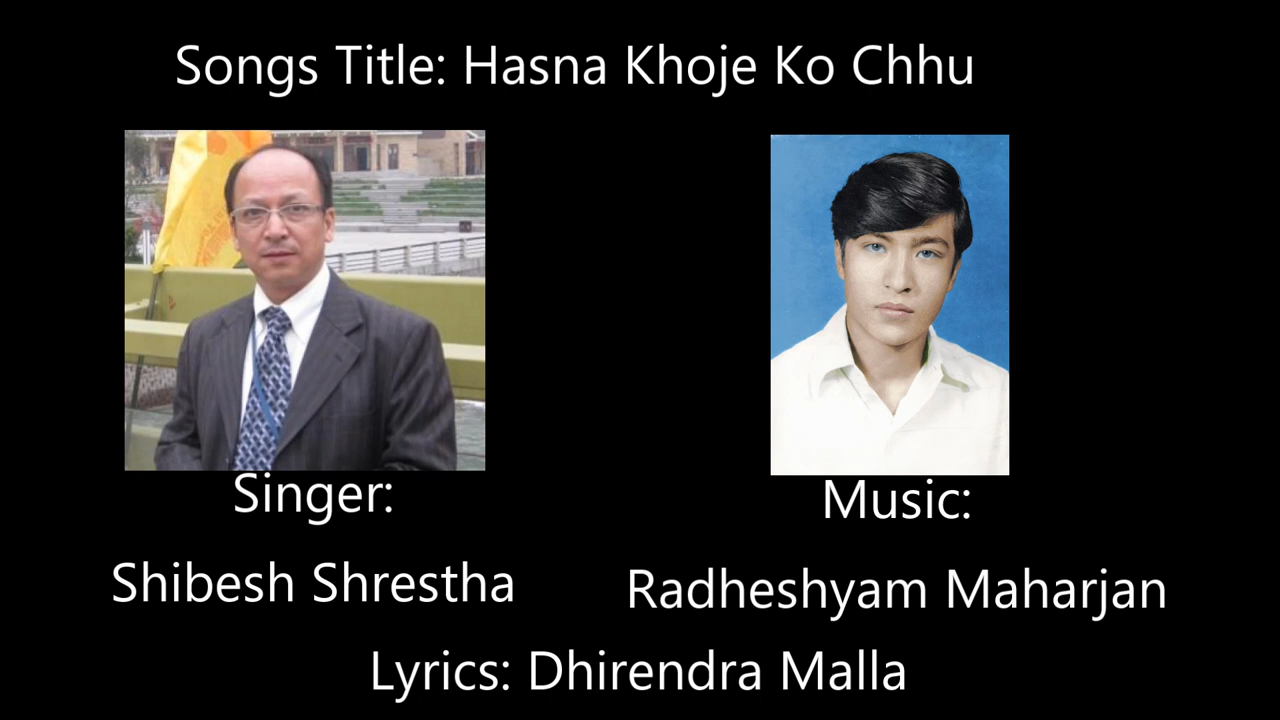 Songs Title: Hasna Khoje Ko Chhu
Singer:
Shibesh Shrestha
Music:
Radheshyam Maharjan
Lyrics: Dhirendra Malla